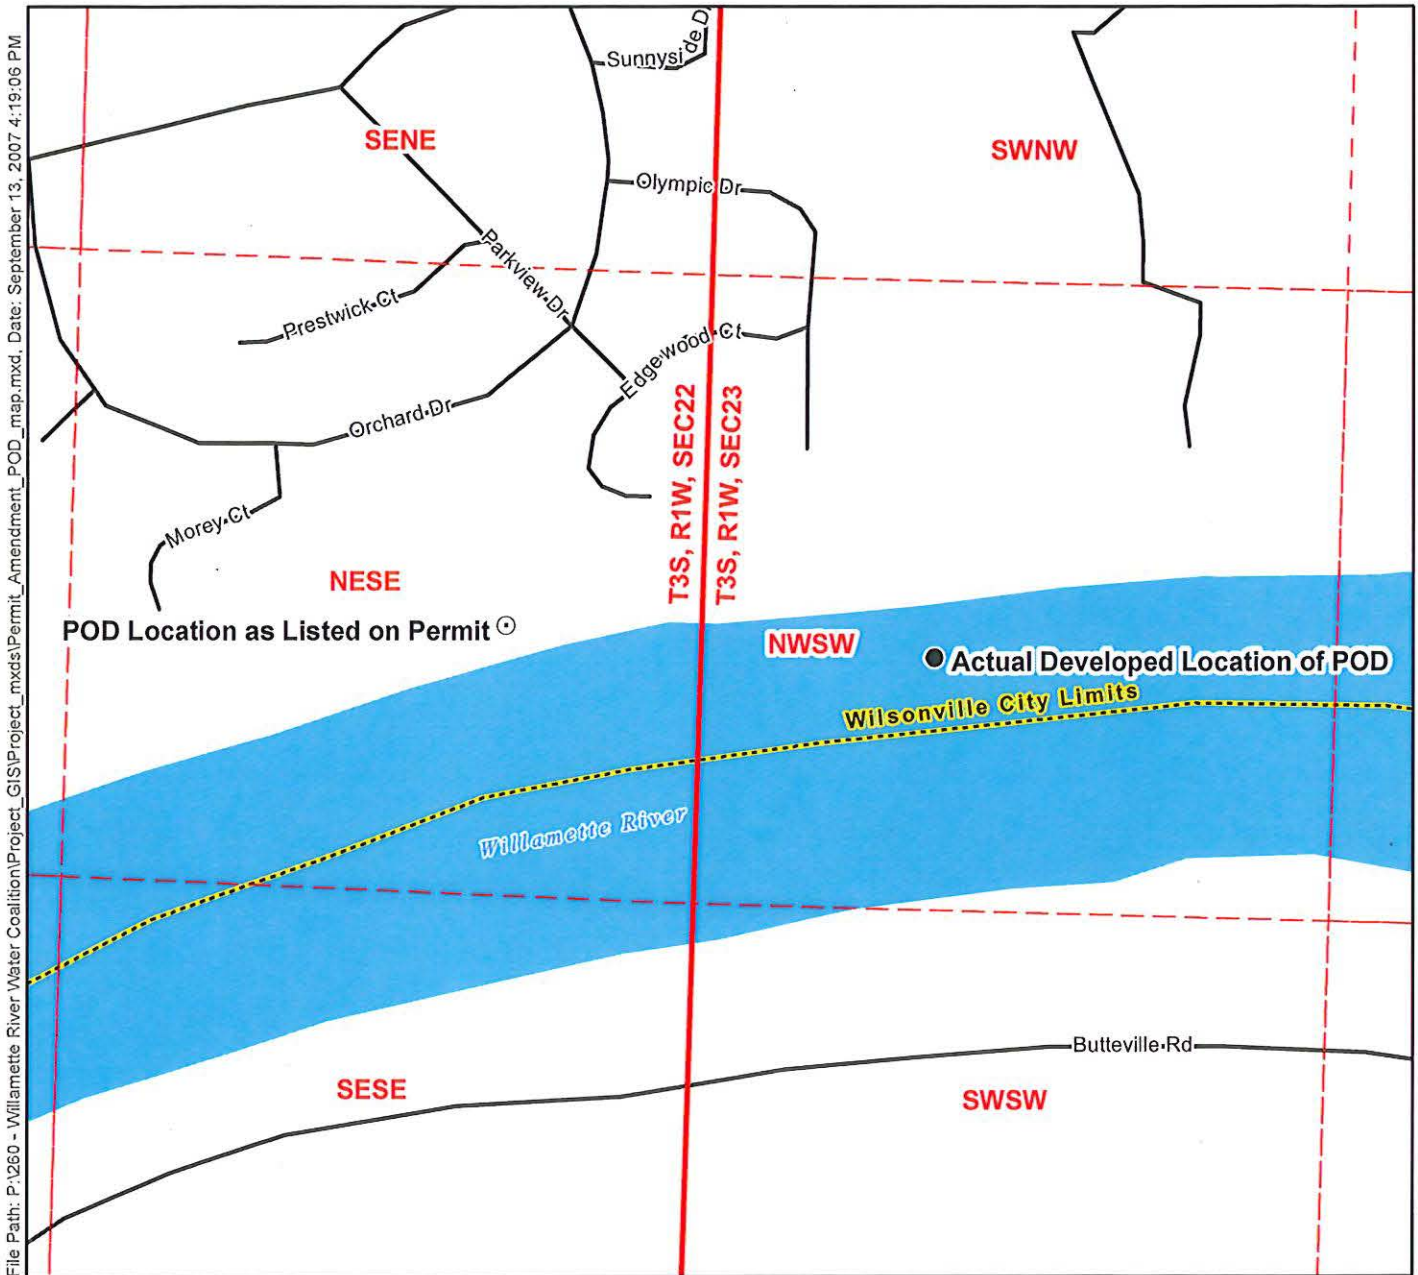 File Path: P:\260 - Willamette River Water Coalition\Project_GIS\Project_mxds\Permit_Amendment_POD_map.mxd, Date: September 13, 2007 4:19:06 PM
Sunnyside D
SENE
SWNW
Olympic Dr
Parkview Dr
Prestwick Ct
Edgewood Ct
Orchard Dr
T3S, R1W, SEC22
T3S, R1W, SEC23
Morey Ct
NESE
POD Location as Listed on Permit
NWSW
Actual Developed Location of POD
Wilsonville City Limits
Willamette River
Butteville Rd
SESE
SWSW